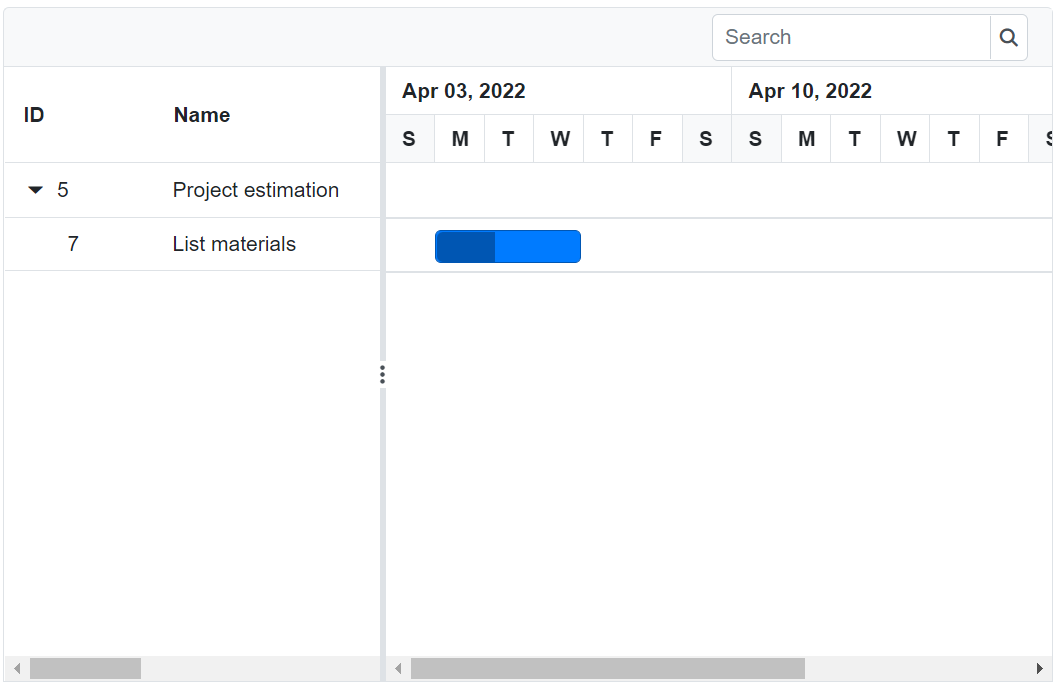 Search
ID Name
Apr 03, 2022 Apr 10, 2022
S M T W T F S S M T W T F S
5 Project estimation
7 List materials